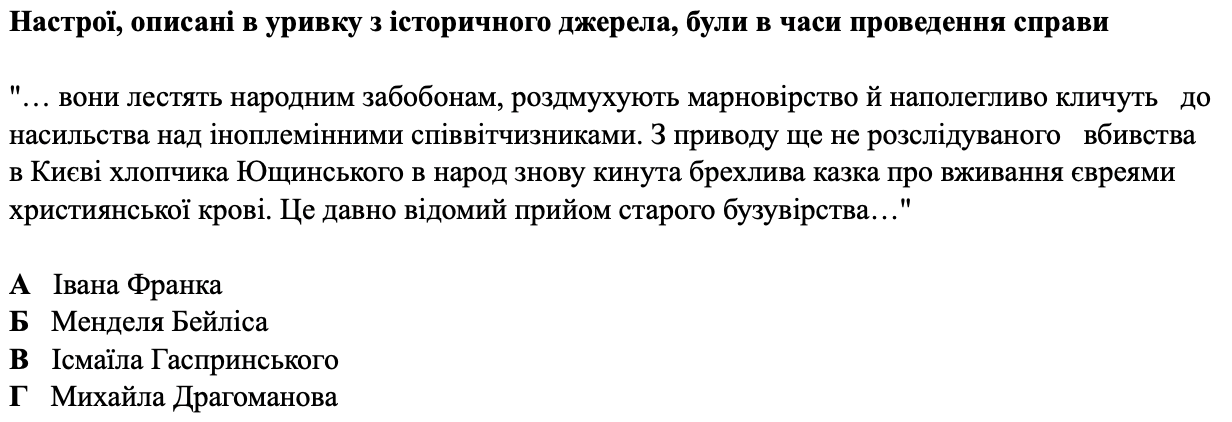 Настрої, описані в уривку з історичного джерела, були в часи проведення справи
"… вони лестять народним забобонам, роздмухують марновірство й наполегливо кличуть до
насильства над іноплемінними співвітчизниками. З приводу ще не розслідуваного вбивства
в Києві хлопчика Ющинського в народ знову кинута брехлива казка про вживання євреями
християнської крові. Це давно відомий прийом старого бузувірства…"
А Івана Франка
Б Менделя Бейліса
В Ісмаїла Гаспринського
Г Михайла Драгоманова